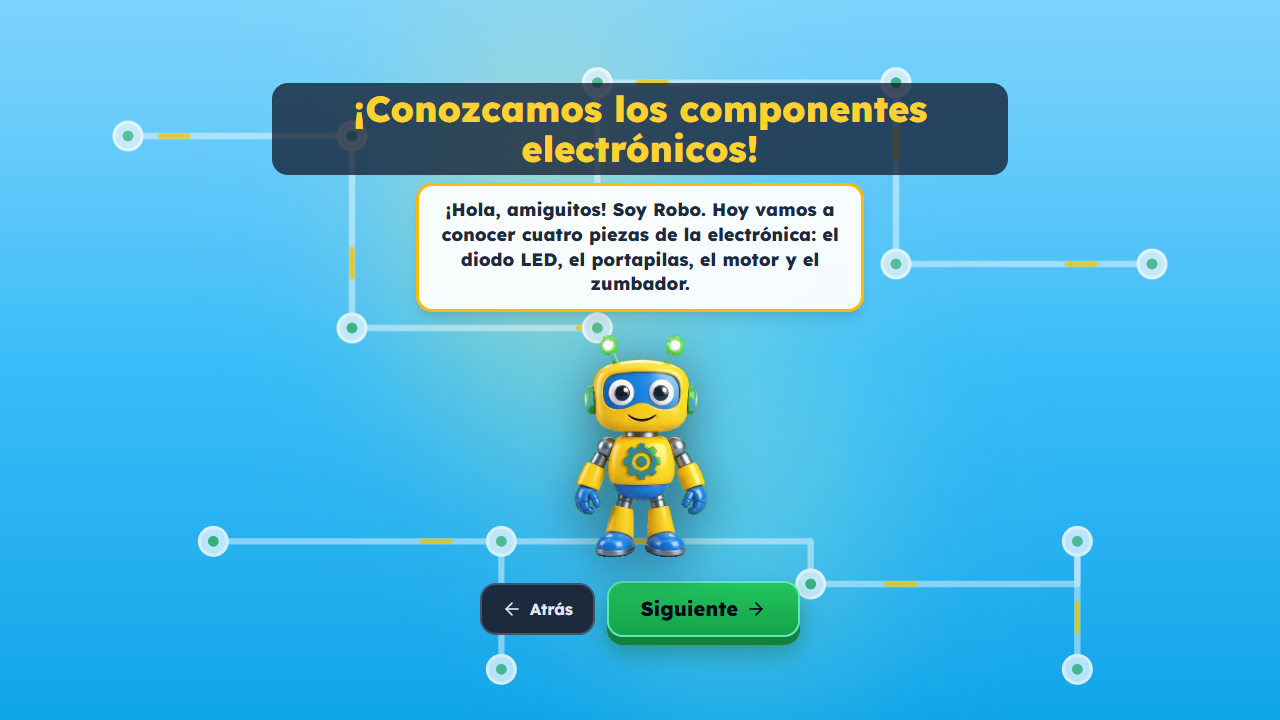 ¡Conozcamos los componentes
electrónicos!
¡Hola, amiguitos! Soy Robo. Hoy vamos a
conocer cuatro piezas de la electrónica: el
diodo LED, el portapilas, el motor y el
zumbador.
← Atrás
Siguiente →